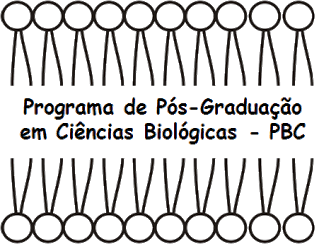 Programa de Pós-Graduação
em Ciências Biológicas - PBC